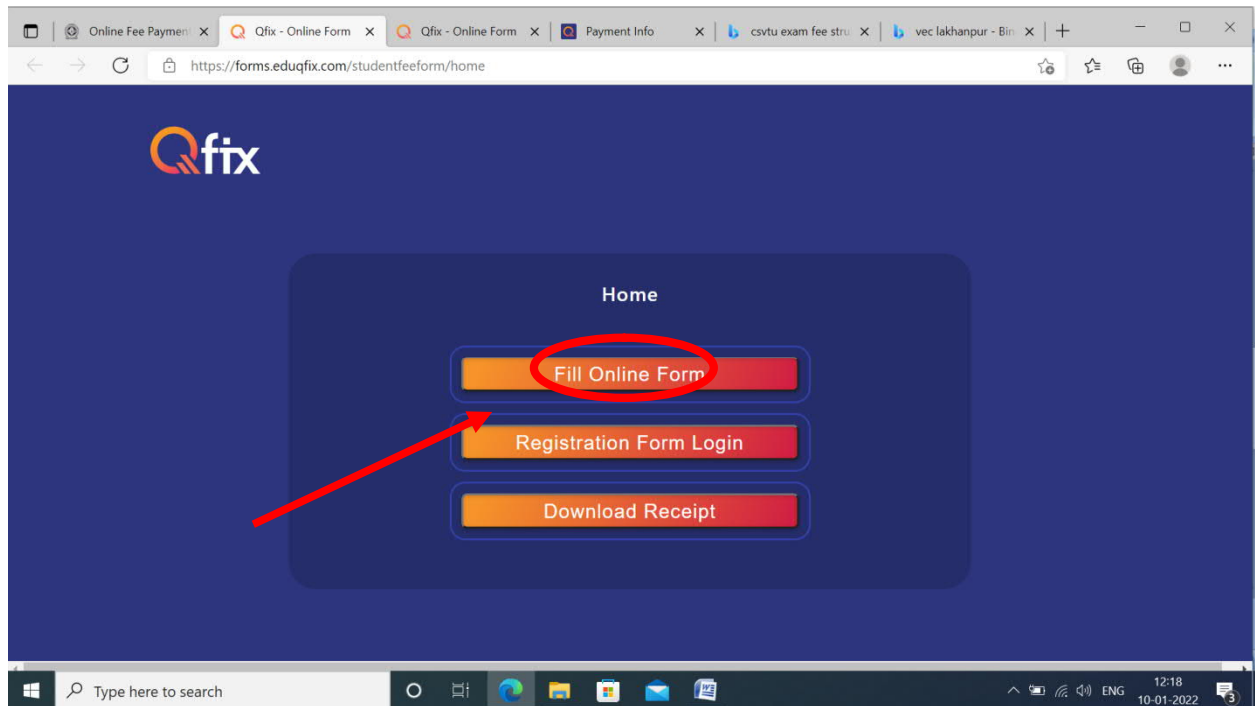 Online Fee Paymen
Qfix - Online Form
Qfix - Online Form
Payment Info
csvtu exam fee stru
vec lakhanpur - Bin
https://forms.eduqfix.com/studentfeeform/home
Qfix
Home
Fill Online Form
Registration Form Login
Download Receipt
Type here to search
ENG
12:18
10-01-2022
3